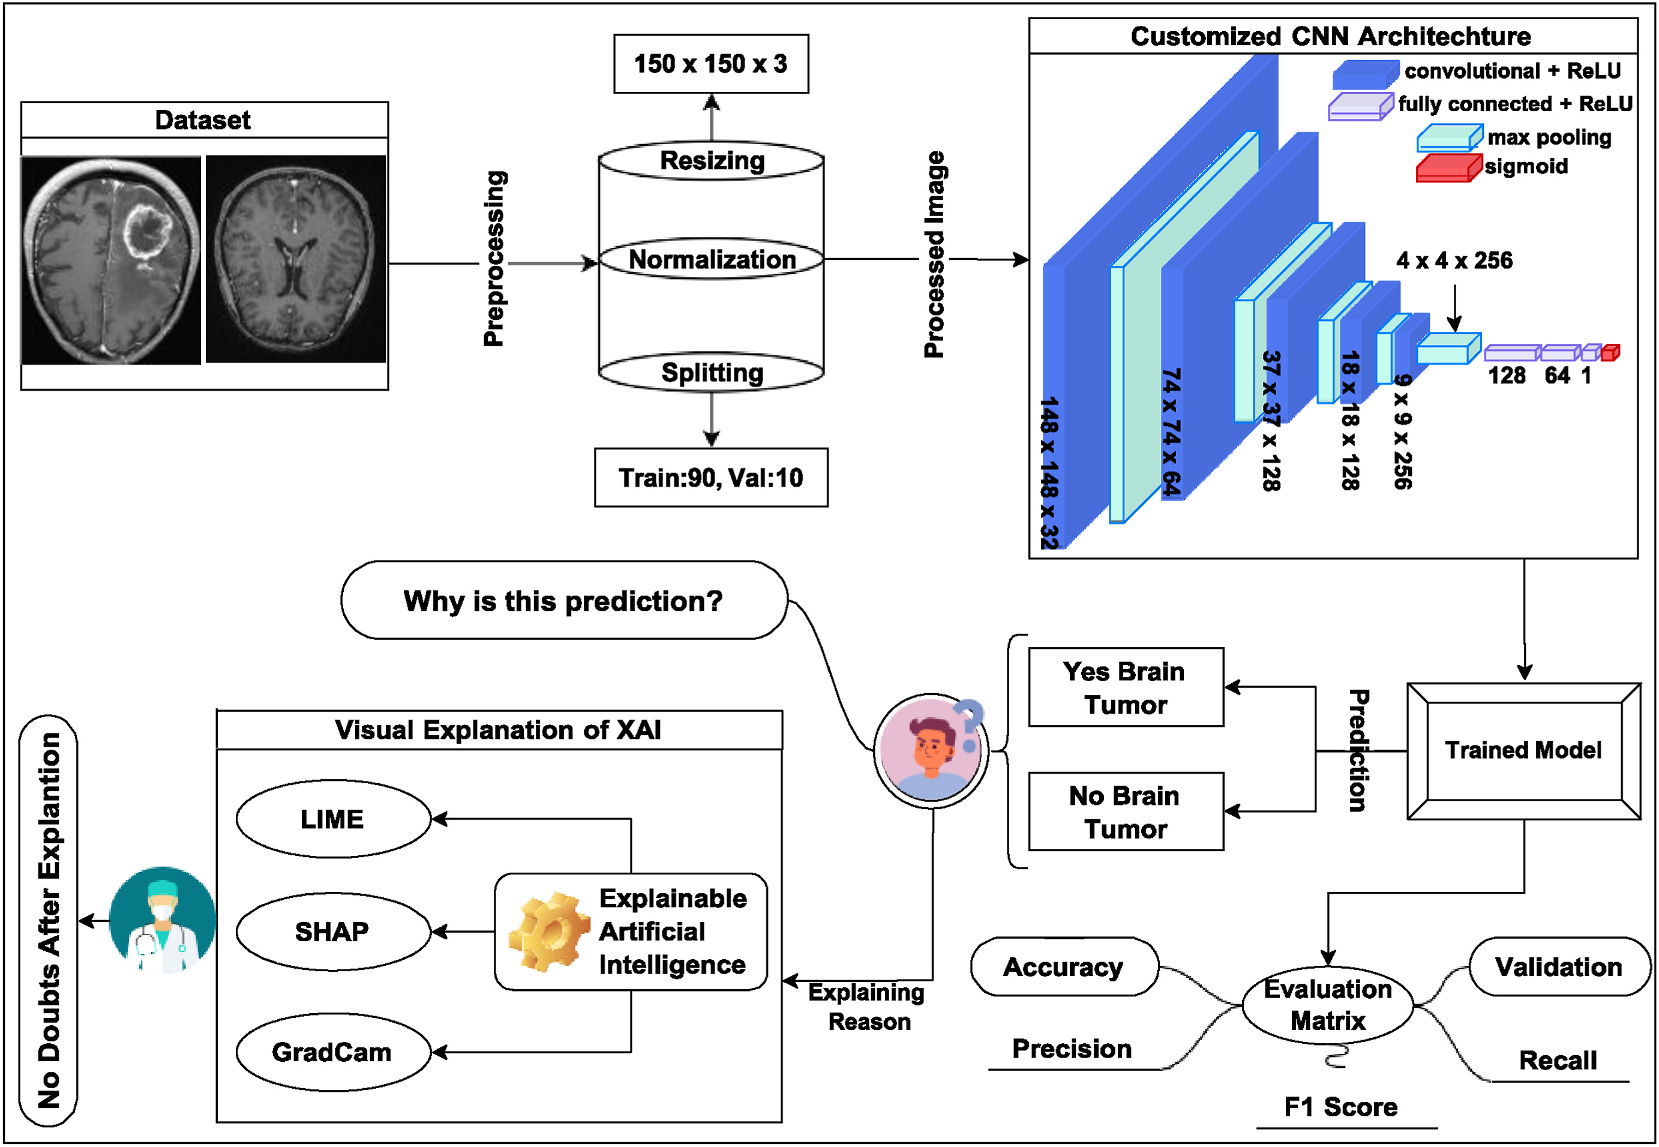 Dataset
Preprocessing
150 x 150 x 3
Resizing
Normalization
Splitting
Train:90, Val:10
Processed Image
Customized CNN Architechture
convolutional + ReLU
fully connected + ReLU
max pooling
sigmoid
148 x 148 x 32
74 x 74 x 64
37 x 37 x 128
18 x 18 x 128
9 x 9 x 256
4 x 4 x 256
128
64
1
Trained Model
Prediction
Yes Brain
Tumor
No Brain
Tumor
Why is this prediction?
?
Explaining
Reason
Visual Explanation of XAI
Explainable
Artificial
Intelligence
LIME
SHAP
GradCam
No Doubts After Explantion
Evaluation
Matrix
Accuracy
Precision
F1 Score
Validation
Recall